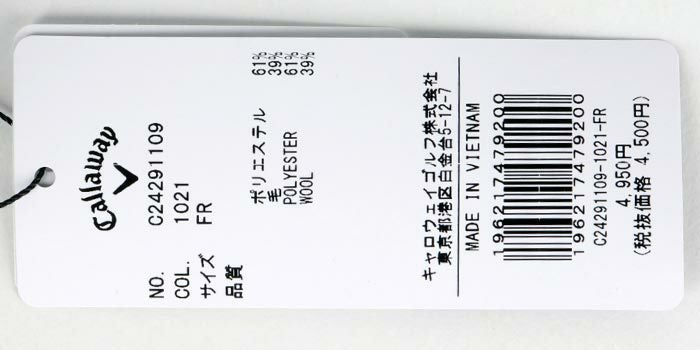 Callaway
NO. C24291109
COL. 1021
サイズ FR
品質 ポリエステル 61%
毛 39%
POLYESTER 61%
WOOL 39%
キャロウェイゴルフ株式会社
東京都港区白金台5-12-7
MADE IN VIETNAM
196217479200
196217479200
C24291109-1021-FR
4,950円
(税抜価格 4,500円)